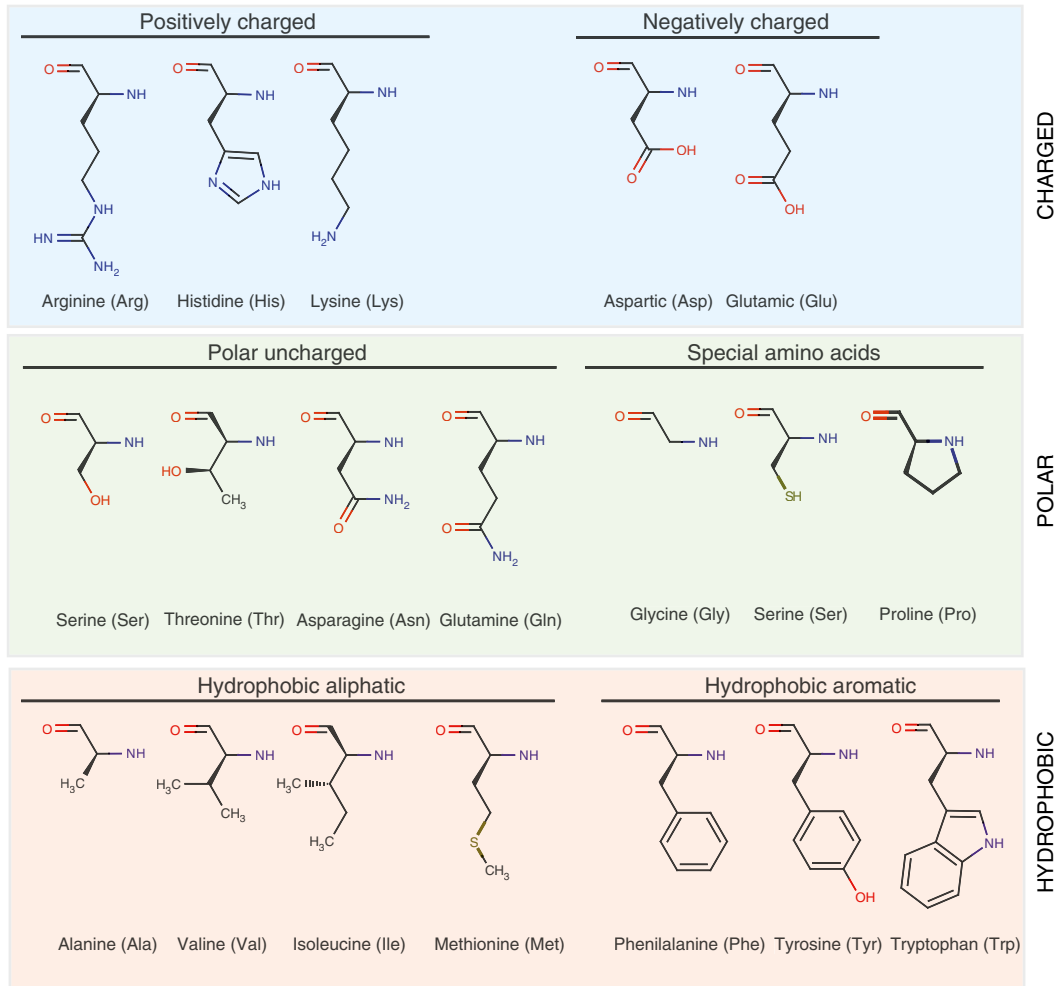 Positively charged
Negatively charged
O NH
O NH
O NH
O NH
O NH
N NH
OH
O
O
OH
NH
HN
NH₂
H₂N
Arginine (Arg) Histidine (His) Lysine (Lys)
Aspartic (Asp) Glutamic (Glu)
CHARGED
Polar uncharged
Special amino acids
O NH
O NH
O NH
O NH
O NH
O NH
O NH
OH
HO
CH₃
NH₂
O
O
NH₂
SH
Serine (Ser) Threonine (Thr) Asparagine (Asn) Glutamine (Gln)
Glycine (Gly) Serine (Ser) Proline (Pro)
POLAR
Hydrophobic aliphatic
Hydrophobic aromatic
O NH
O NH
O NH
O NH
O NH
O NH
O NH
H₃C
H₃C
CH₃
H₃C
H₃C
S
CH₃
OH
NH
Alanine (Ala) Valine (Val) Isoleucine (Ile) Methionine (Met)
Phenilalanine (Phe) Tyrosine (Tyr) Tryptophan (Trp)
HYDROPHOBIC